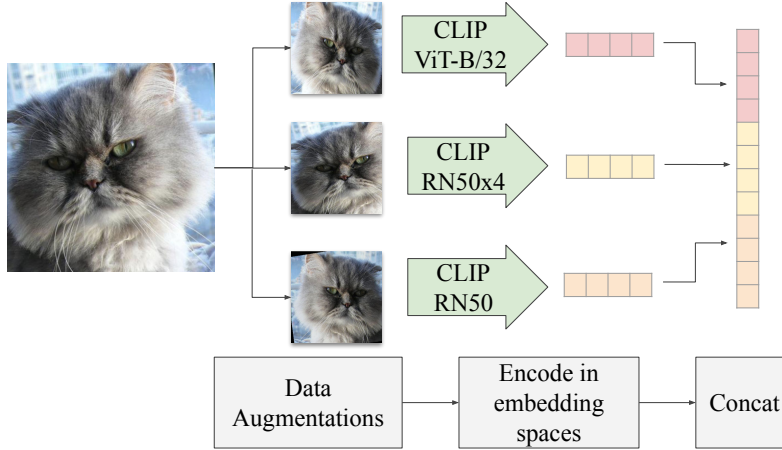 CLIP
ViT-B/32
CLIP
RN50x4
CLIP
RN50
Data
Augmentations
Encode in
embedding
spaces
Concat